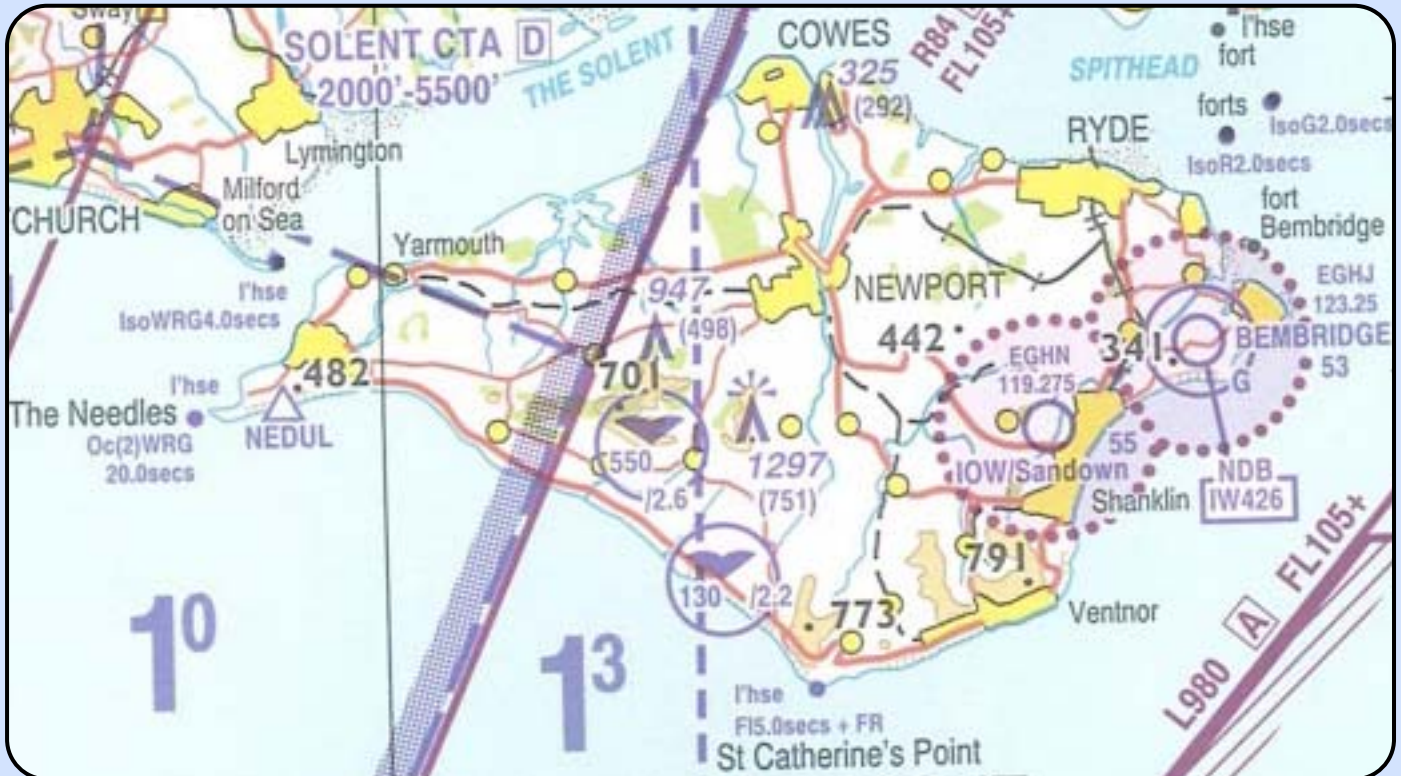 Sway
SOLENT CTA D
2000'-5500'
THE SOLENT
COWES
325
(292)
R84
FL105+
SPITHEAD
l'hse
fort
forts
IsoG2.0secs
IsoR2.0secs
RYDE
fort
Bembridge
Lymington
Milford
on Sea
CHURCH
Yarmouth
l'hse
IsoWRG4.0secs
947
(498)
NEWPORT
442
EGHN
119.275
341
EGHJ
123.25
BEMBRIDGE
53
G
482
701
l'hse
The Needles
Oc(2)WRG
20.0secs
NEDUL
550
/2.6
1297
(751)
55
IOW/Sandown
Shanklin
NDB
IW426
791
130
/2.2
773
Ventnor
1⁰
1³
L980 A FL105+
l'hse
Fl5.0secs + FR
St Catherine's Point